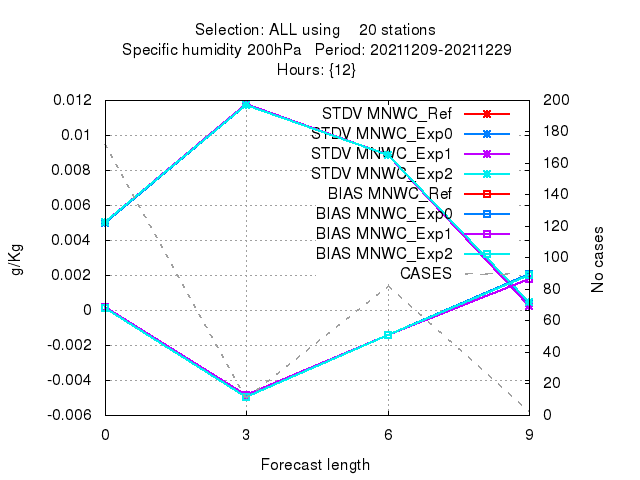 Selection: ALL using    20 stations
Specific humidity 200hPa   Period: 20211209-20211229
Hours: {12}
0.012
0.01
0.008
0.006
0.004
0.002
0
-0.002
-0.004
-0.006
g/Kg
STDV MNWC_Ref
STDV MNWC_Exp0
STDV MNWC_Exp1
STDV MNWC_Exp2
BIAS MNWC_Ref
BIAS MNWC_Exp0
BIAS MNWC_Exp1
BIAS MNWC_Exp2
CASES
200
180
160
140
120
100
80
60
40
20
0
No cases
0 3 6 9
Forecast length